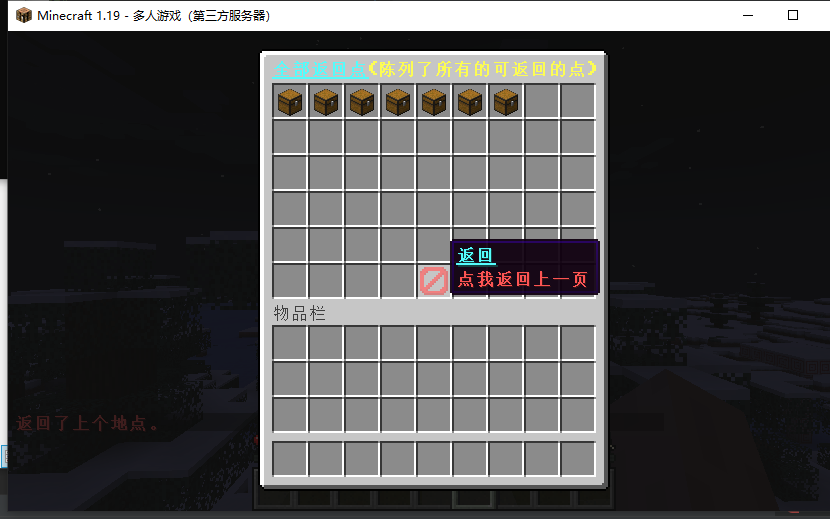 Minecraft 1.19 - 多人游戏（第三方服务器）
全部返回点《陈列了所有的可返回的点》
返回
点我返回上一页
物品栏
返回了上个地点。